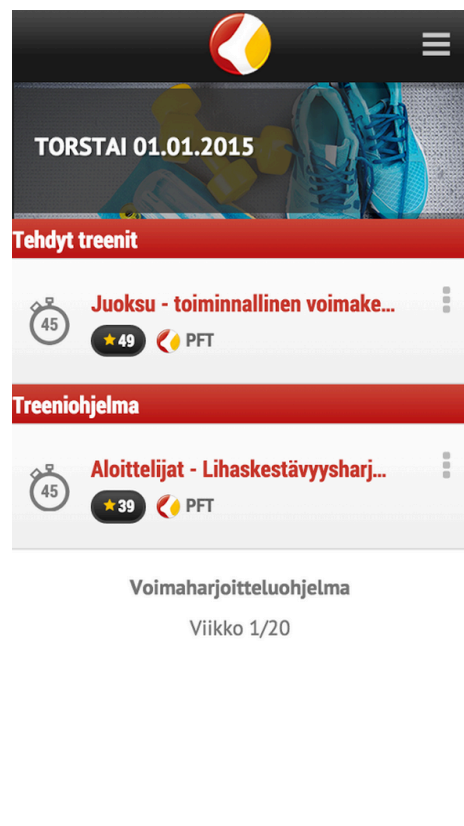 TORSTAI 01.01.2015
Tehdyt treenit
45
Juoksu - toiminnallinen voimake...
49 PFT
Treeniohjelma
45
Aloittelijat - Lihaskestävyysharj...
39 PFT
Voimaharjoitteluohjelma
Viikko 1/20